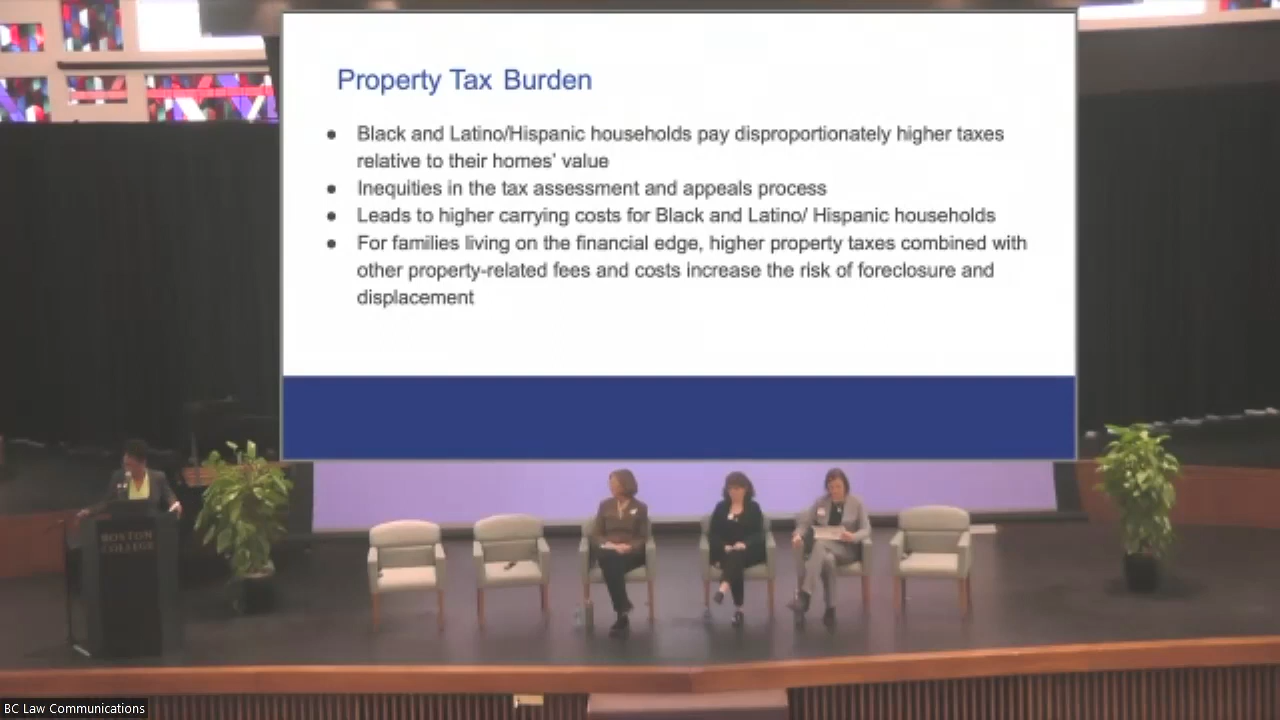 Property Tax Burden
● Black and Latino/Hispanic households pay disproportionately higher taxes
relative to their homes' value
● Inequities in the tax assessment and appeals process
● Leads to higher carrying costs for Black and Latino/ Hispanic households
● For families living on the financial edge, higher property taxes combined with
other property-related fees and costs increase the risk of foreclosure and
displacement
BOSTON
COLLEGE
BC Law Communications